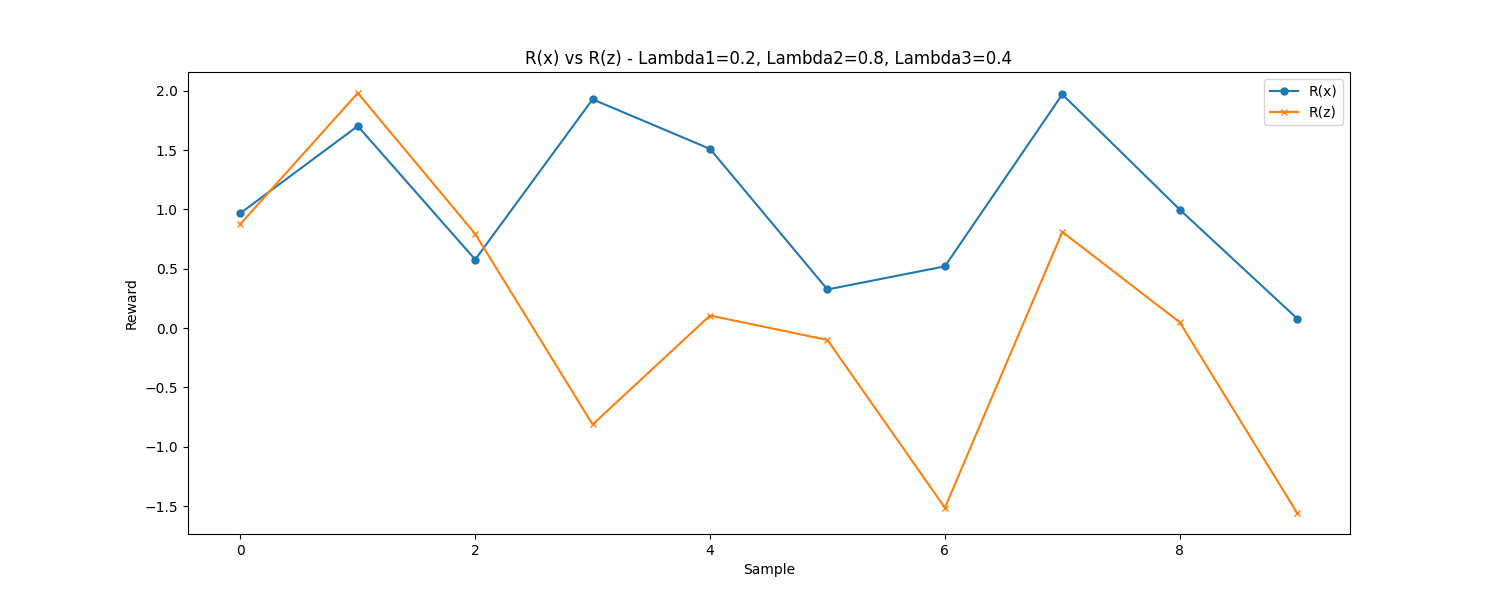 R(x) vs R(z) - Lambda1=0.2, Lambda2=0.8, Lambda3=0.4
R(x)
R(z)
2.0
1.5
1.0
0.5
0.0
−0.5
−1.0
−1.5
Reward
0 2 4 6 8
Sample